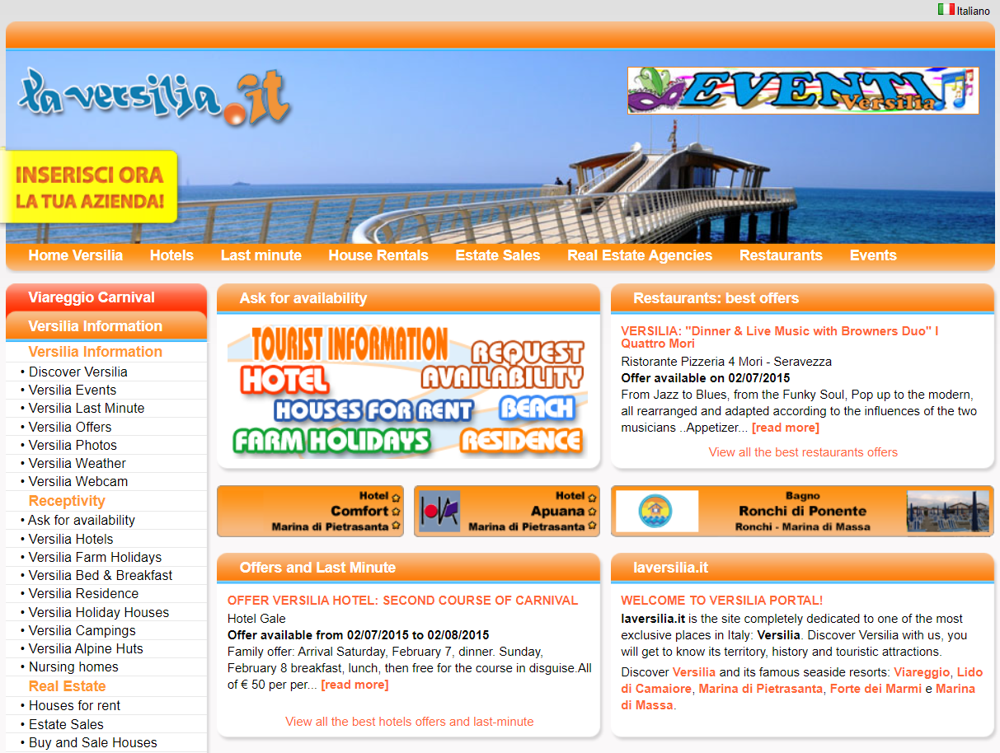 Italiano
la versilia.it
EVENTI
Versilia
INSERISCI ORA
LA TUA AZIENDA!
Home Versilia Hotels Last minute House Rentals Estate Sales Real Estate Agencies Restaurants Events
Viareggio Carnival
Versilia Information
Versilia Information
• Discover Versilia
• Versilia Events
• Versilia Last Minute
• Versilia Offers
• Versilia Photos
• Versilia Weather
• Versilia Webcam
Receptivity
• Ask for availability
• Versilia Hotels
• Versilia Farm Holidays
• Versilia Bed & Breakfast
• Versilia Residence
• Versilia Holiday Houses
• Versilia Campings
• Versilia Alpine Huts
• Nursing homes
Real Estate
• Houses for rent
• Estate Sales
• Buy and Sale Houses
Ask for availability
TOURIST INFORMATION
REQUEST
AVAILABILITY
HOTEL
HOUSES FOR RENT
BEACH
FARM HOLIDAYS
RESIDENCE
Restaurants: best offers
VERSILIA: "Dinner & Live Music with Browners Duo" I
Quattro Mori
Ristorante Pizzeria 4 Mori - Seravezza
Offer available on 02/07/2015
From Jazz to Blues, from the Funky Soul, Pop up to the modern,
all rearranged and adapted according to the influences of the two
musicians ..Appetizer... [read more]
View all the best restaurants offers
Hotel
Comfort
Marina di Pietrasanta
Hotel
Apuana
Marina di Pietrasanta
Bagno
Ronchi di Ponente
Ronchi - Marina di Massa
Offers and Last Minute
OFFER VERSILIA HOTEL: SECOND COURSE OF CARNIVAL
Hotel Gale
Offer available from 02/07/2015 to 02/08/2015
Family offer: Arrival Saturday, February 7, dinner. Sunday,
February 8 breakfast, lunch, then free for the course in disguise.All
of € 50 per per... [read more]
View all the best hotels offers and last-minute
laversilia.it
WELCOME TO VERSILIA PORTAL!
laversilia.it is the site completely dedicated to one of the most
exclusive places in Italy: Versilia. Discover Versilia with us, you
will get to know its territory, history and touristic attractions.
Discover Versilia and its famous seaside resorts: Viareggio, Lido
di Camaiore, Marina di Pietrasanta, Forte dei Marmi e Marina
di Massa.